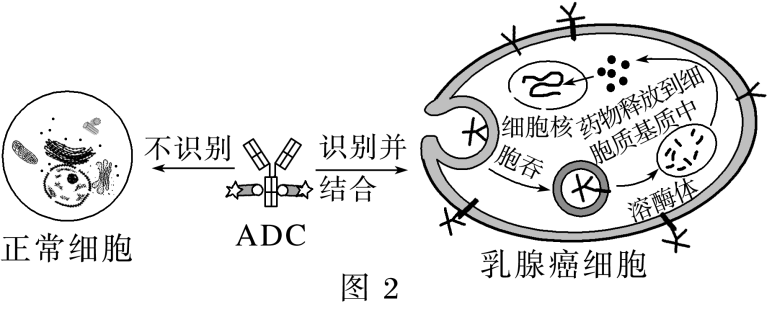 不识别
识别并
结合
ADC
正常细胞
细胞核
药物释放到细
胞质基质中
胞吞
溶酶体
乳腺癌细胞
图 2